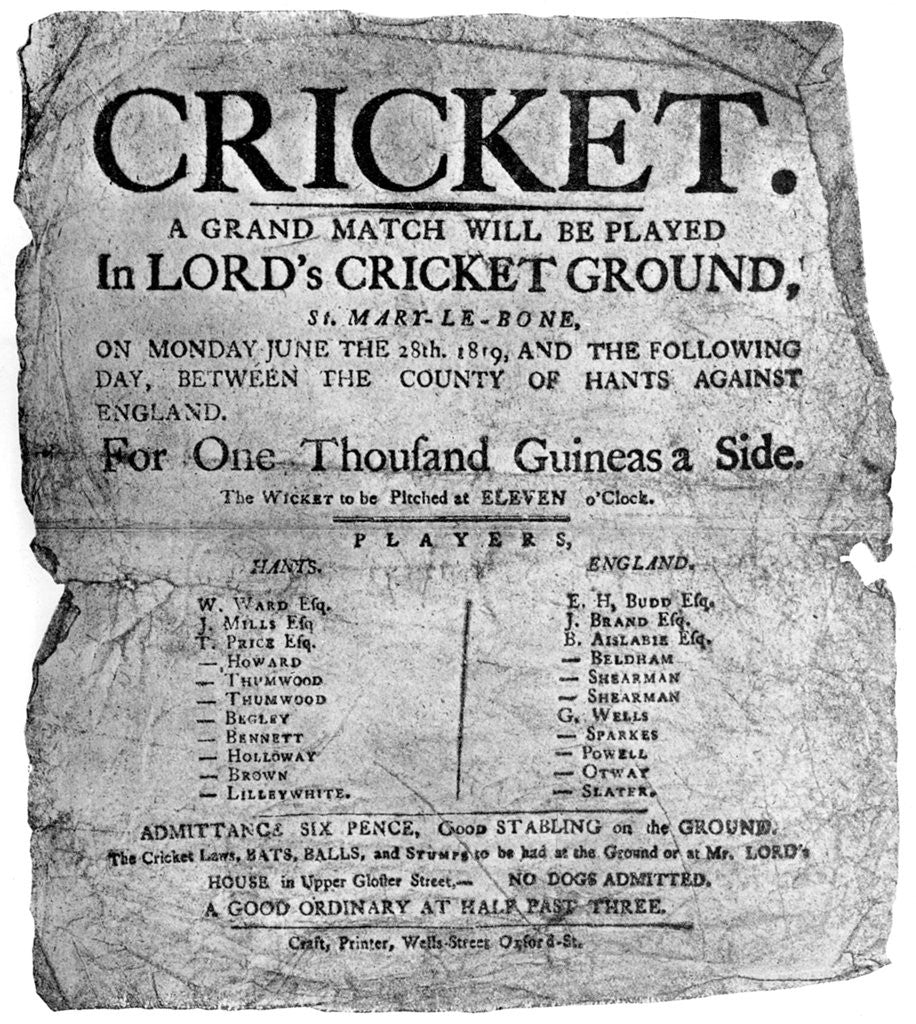 CRICKET.
A GRAND MATCH WILL BE PLAYED
In LORD's CRICKET GROUND,
St. MARY-LE-BONE,
ON MONDAY JUNE THE 28th. 1819, AND THE FOLLOWING
DAY, BETWEEN THE COUNTY OF HANTS AGAINST
ENGLAND.
For One Thouſand Guineas a Side.
The WICKET to be Pitched at ELEVEN o'Clock.
PLAYERS,
HANTS.
W. WARD Eſq.
J. MILLS Eſq
T. PRICE Eſq.
— HOWARD
— THUMWOOD
— THUMWOOD
— BEGLEY
— BENNETT
— HOLLOWAY
— BROWN
— LILLEYWHITE.
ENGLAND.
E. H. BUDD Eſq.
J. BRAND Eſq.
B. AISLABIE Eſq.
— BELDHAM
— SHEARMAN
— SHEARMAN
G. WELLS
— SPARKES
— POWELL
— OTWAY
— SLATER.
ADMITTANCE SIX PENCE, GOOD STABLING on the GROUND.
The Cricket Laws, BATS, BALLS, and STUMPS to be had at the Ground or at Mr. LORD's
HOUSE in Upper Gloſter Street,— NO DOGS ADMITTED.
A GOOD ORDINARY AT HALF PAST THREE.
Craft, Printer, Wells-Street Oxford-St.